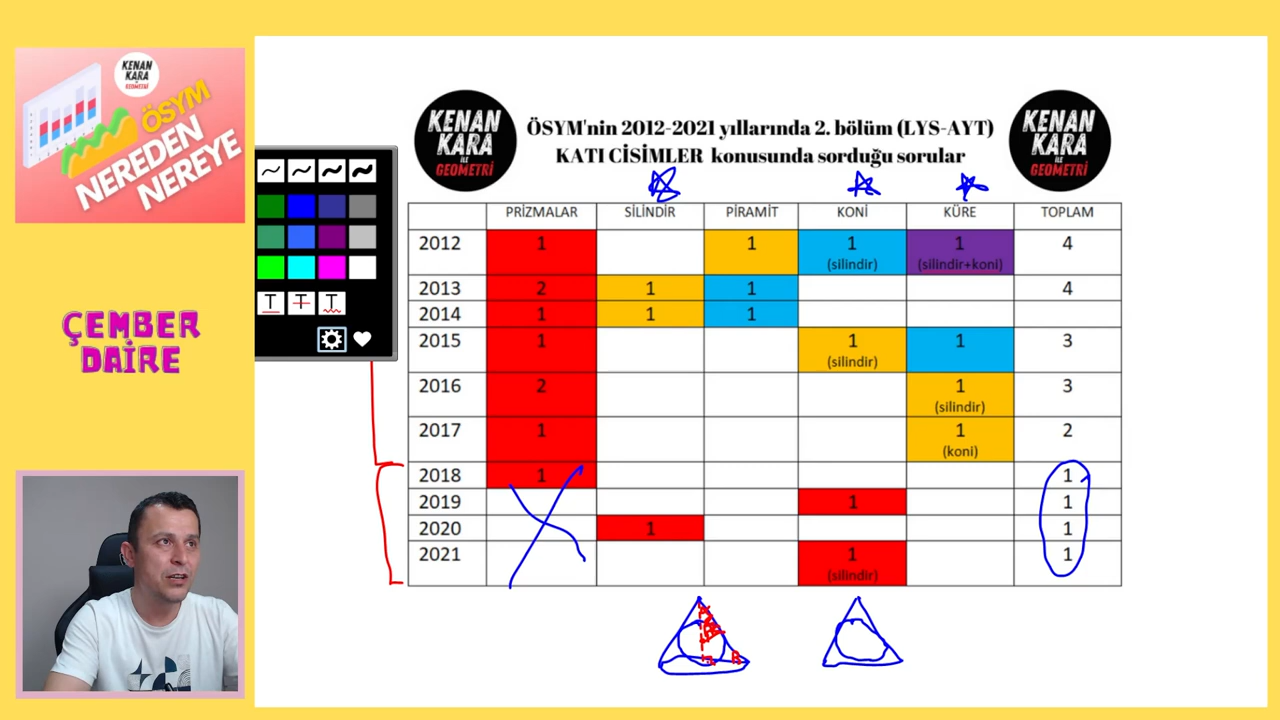 KENAN
KARA
İLE
GEOMETRİ
ÖSYM
NEREDEN
NEREYE
ÇEMBER
DAİRE
KENAN
KARA
İLE
GEOMETRİ
ÖSYM'nin 2012-2021 yıllarında 2. bölüm (LYS-AYT)
KATI CİSİMLER konusunda sorduğu sorular
KENAN
KARA
İLE
GEOMETRİ
PRİZMALAR SİLİNDİR PİRAMİT KONİ KÜRE TOPLAM
2012 1 1 1 1 4
(silindir) (silindir+koni)
2013 2 1 1 4
2014 1 1 1
2015 1 1 1 3
(silindir)
2016 2 1 3
(silindir)
2017 1 1 2
(koni)
2018 1 1
2019 1 1
2020 1 1
2021 1 1
(silindir)
T T T